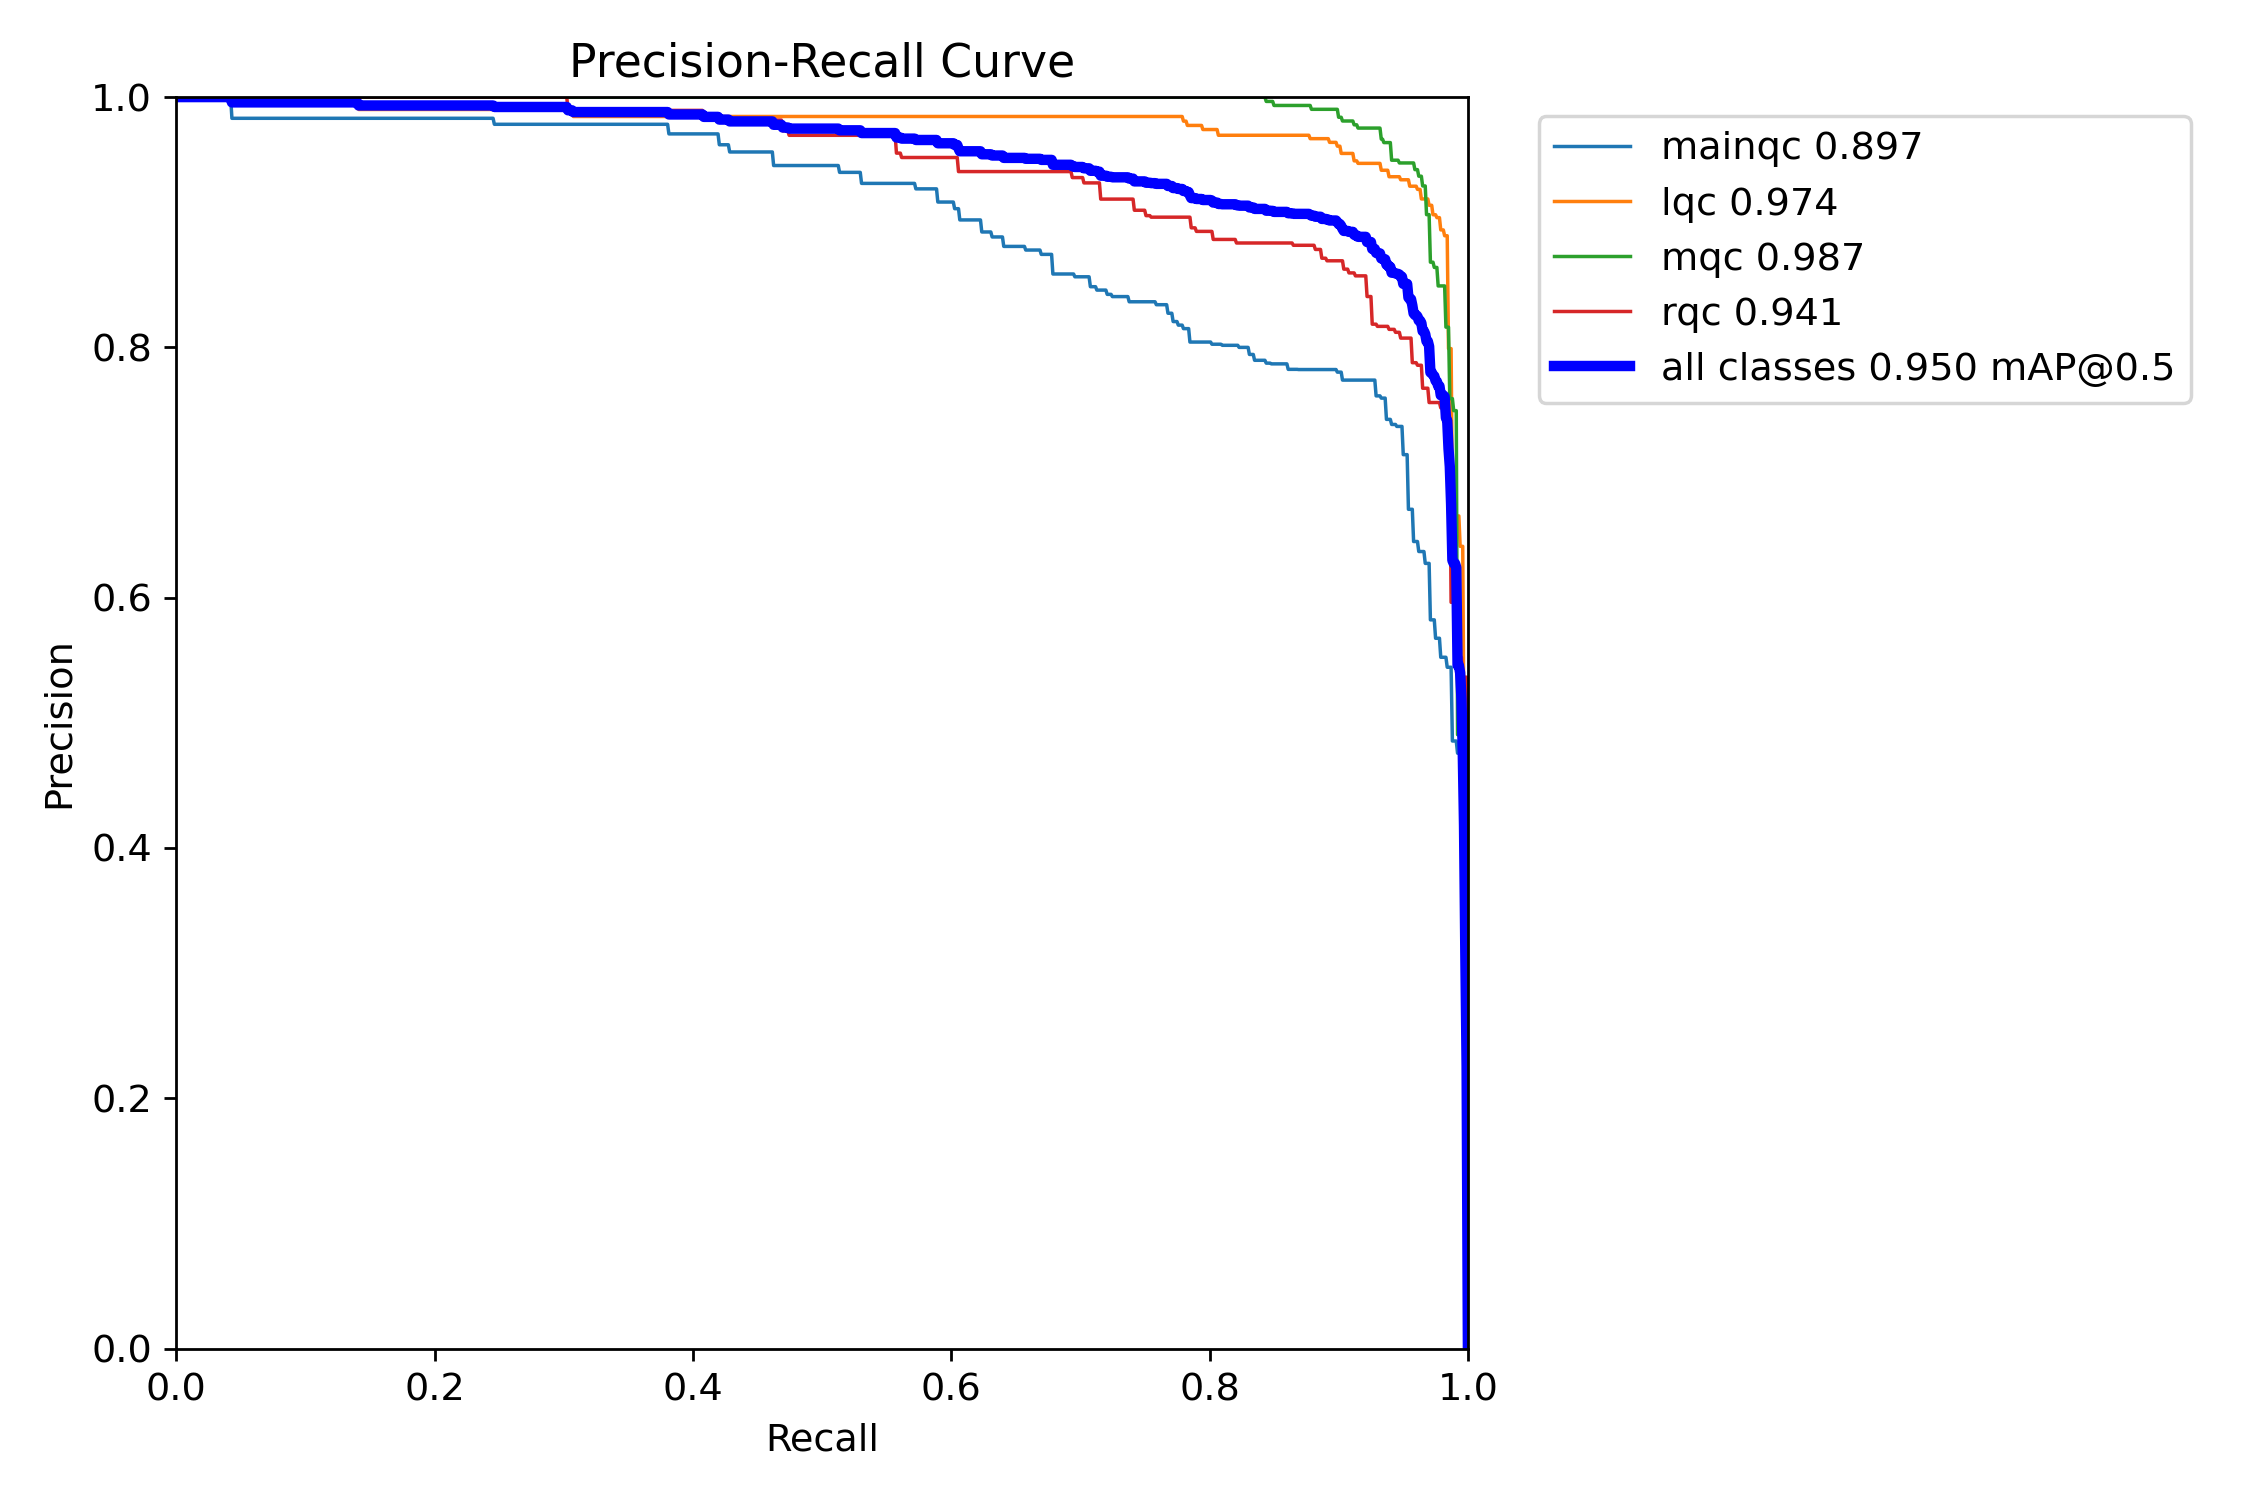 Precision-Recall Curve
1.0
0.8
0.6
0.4
0.2
0.0
Precision
0.0 0.2 0.4 0.6 0.8 1.0
Recall
mainqc 0.897
lqc 0.974
mqc 0.987
rqc 0.941
all classes 0.950 mAP@0.5